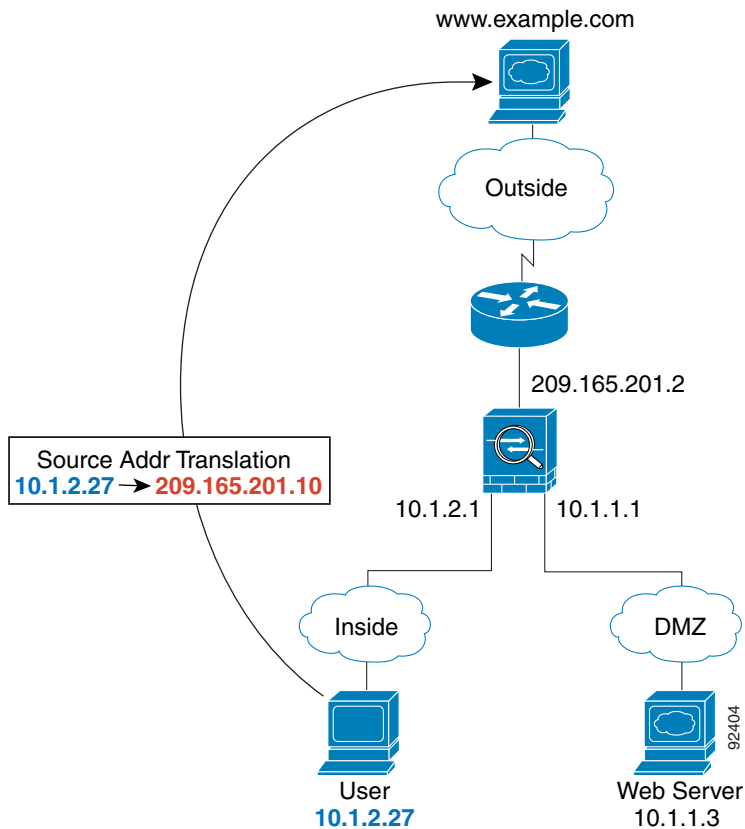 www.example.com
Outside
209.165.201.2
Source Addr Translation
10.1.2.27 209.165.201.10
10.1.2.1
10.1.1.1
Inside
DMZ
User
10.1.2.27
Web Server
10.1.1.3
92404